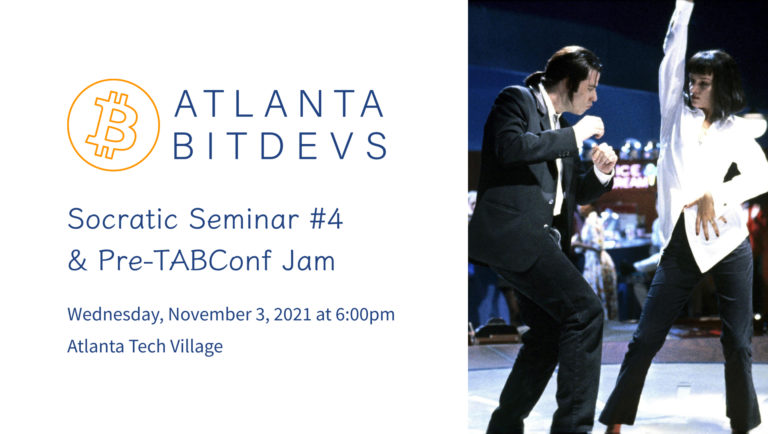 ATLANTA
BITDEVS
Socratic Seminar #4
& Pre-TABConf Jam
Wednesday, November 3, 2021 at 6:00pm
Atlanta Tech Village